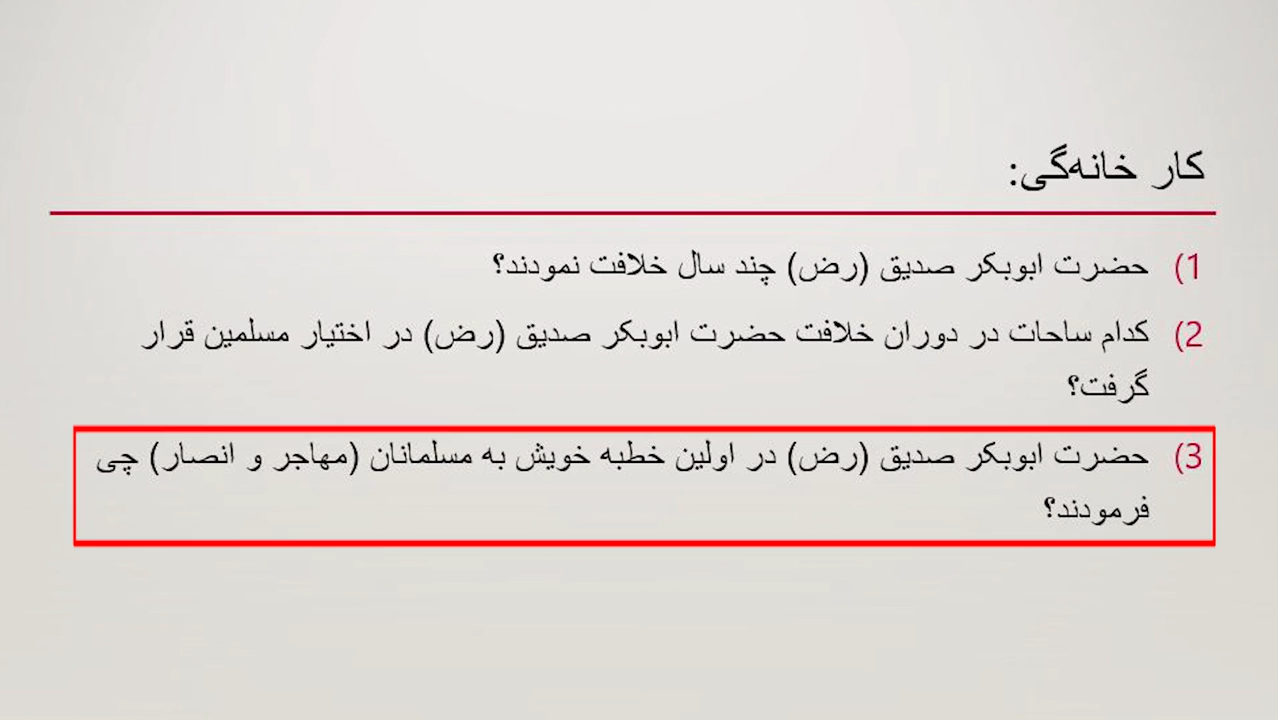 کار خانه‌گی:
1) حضرت ابوبکر صدیق (رض) چند سال خلافت نمودند؟
2) کدام ساحات در دوران خلافت حضرت ابوبکر صدیق (رض) در اختیار مسلمین قرار
گرفت؟
3) حضرت ابوبکر صدیق (رض) در اولین خطبه خویش به مسلمانان (مهاجر و انصار) چی
فرمودند؟